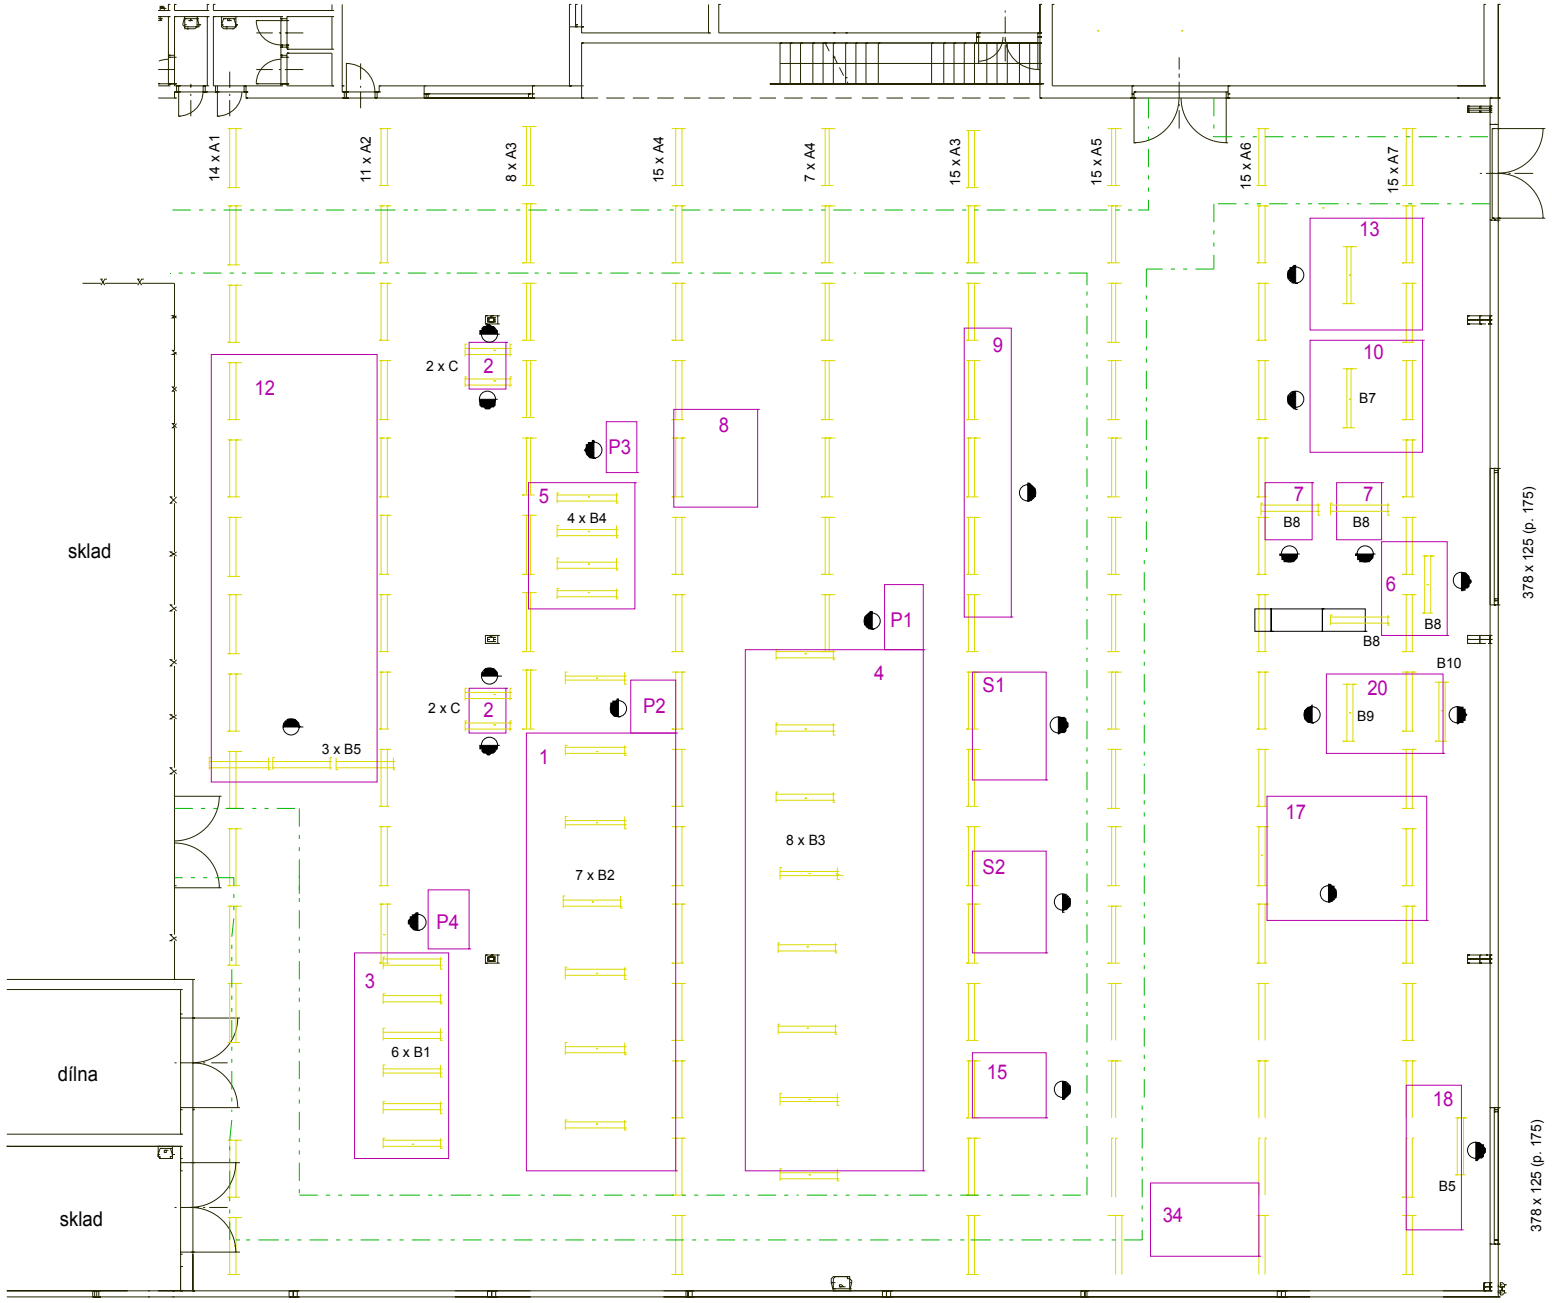 14 x A1
11 x A2
8 x A3
15 x A4
7 x A4
15 x A3
15 x A5
15 x A6
15 x A7
13
9
10
2 x C
2
12
B7
8
P3
5
7
7
4 x B4
B8
B8
378 x 125 (p. 175)
sklad
6
P1
B8
B8
B10
4
S1
20
2 x C
2
P2
B9
3 x B5
1
17
8 x B3
S2
7 x B2
P4
3
6 x B1
15
dílna
18
378 x 125 (p. 175)
B5
34
sklad